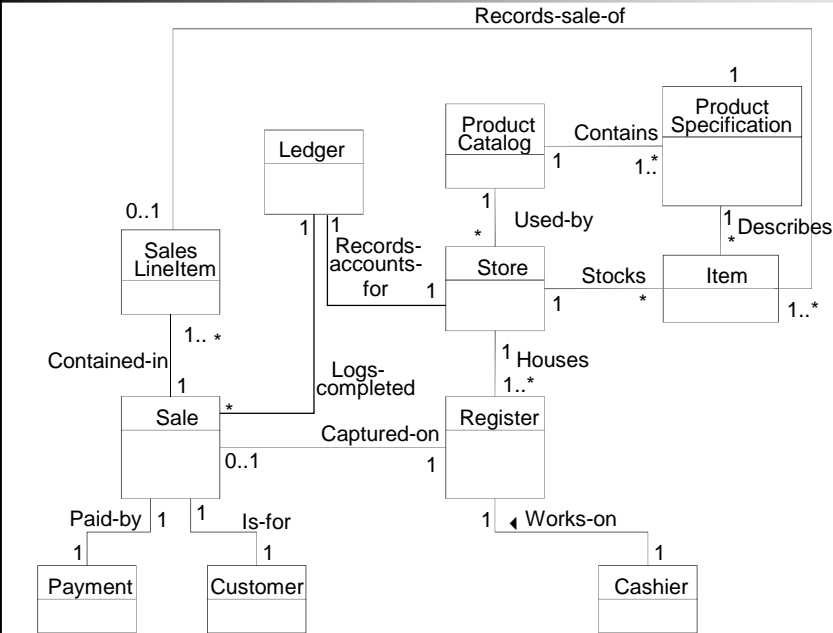 Records-sale-of
1
Product
Specification
Product
Catalog
Contains
1
1..*
Ledger
0..1
1
1
1
Used-by
*
1
*
Describes
Sales
LineItem
Records-
accounts-
for
1
Store
Stocks
1
*
Item
1..*
1.. *
Contained-in
1
1
Houses
1..*
Logs-
completed
*
Sale
Captured-on
0..1
1
Register
Paid-by
1
1
Is-for
1
◄ Works-on
1
1
1
Payment
Customer
Cashier